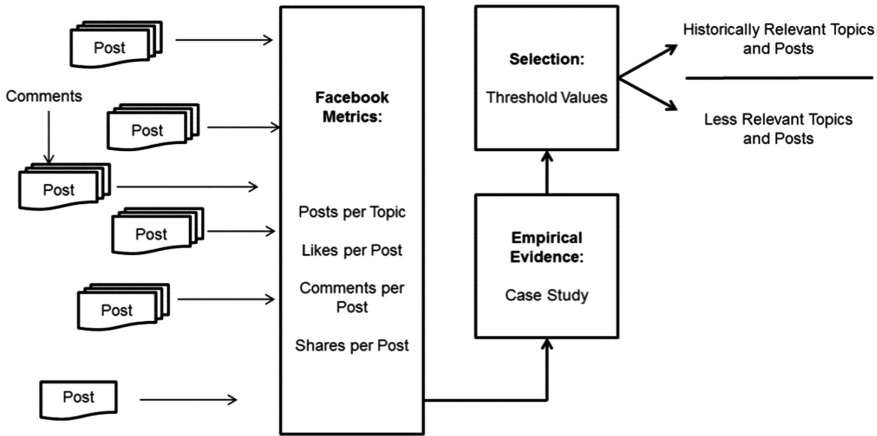 Post
Comments
Post
Post
Post
Post
Post
Facebook
Metrics:
Posts per Topic
Likes per Post
Comments per
Post
Shares per Post
Selection:
Threshold Values
Empirical
Evidence:
Case Study
Historically Relevant Topics
and Posts
Less Relevant Topics
and Posts